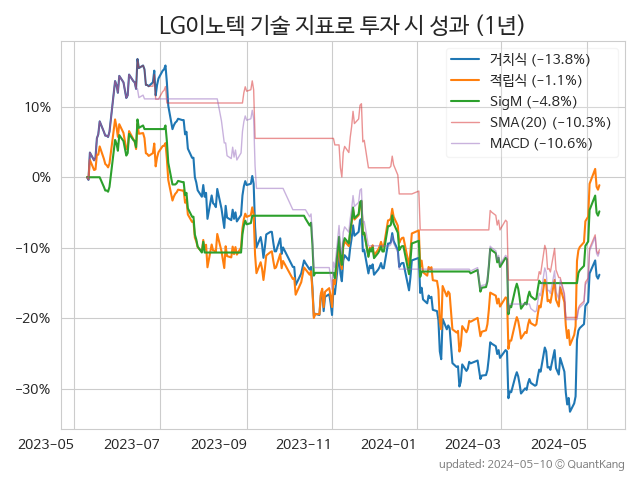 LG이노텍 기술 지표로 투자 시 성과 (1년)
거치식 (−13.8%)
적립식 (−1.1%)
SigM (−4.8%)
SMA(20) (−10.3%)
MACD (−10.6%)
10%
0%
−10%
−20%
−30%
2023-05 2023-07 2023-09 2023-11 2024-01 2024-03 2024-05
updated: 2024-05-10 © QuantKang